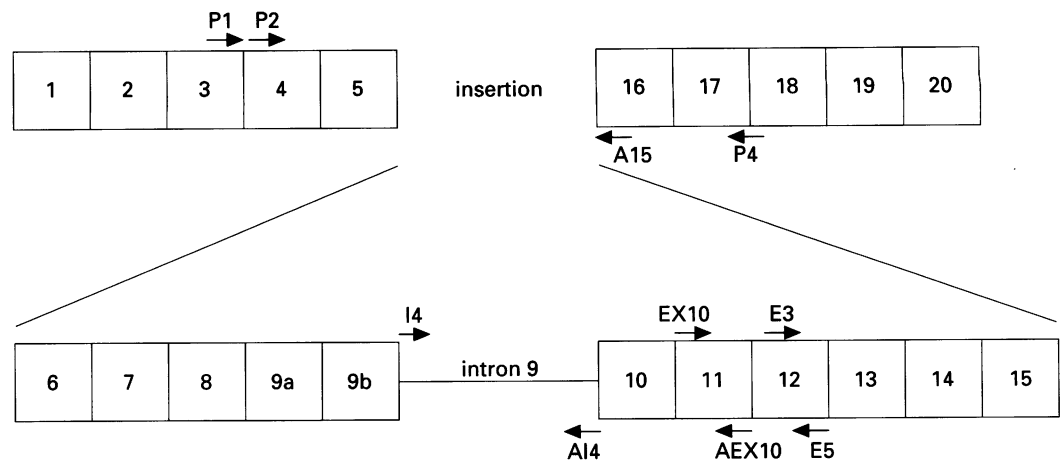 P1 P2
1 2 3 4 5 insertion 16 17 18 19 20
A15 P4
I4 EX10 E3
6 7 8 9a 9b intron 9 10 11 12 13 14 15
AI4 AEX10 E5